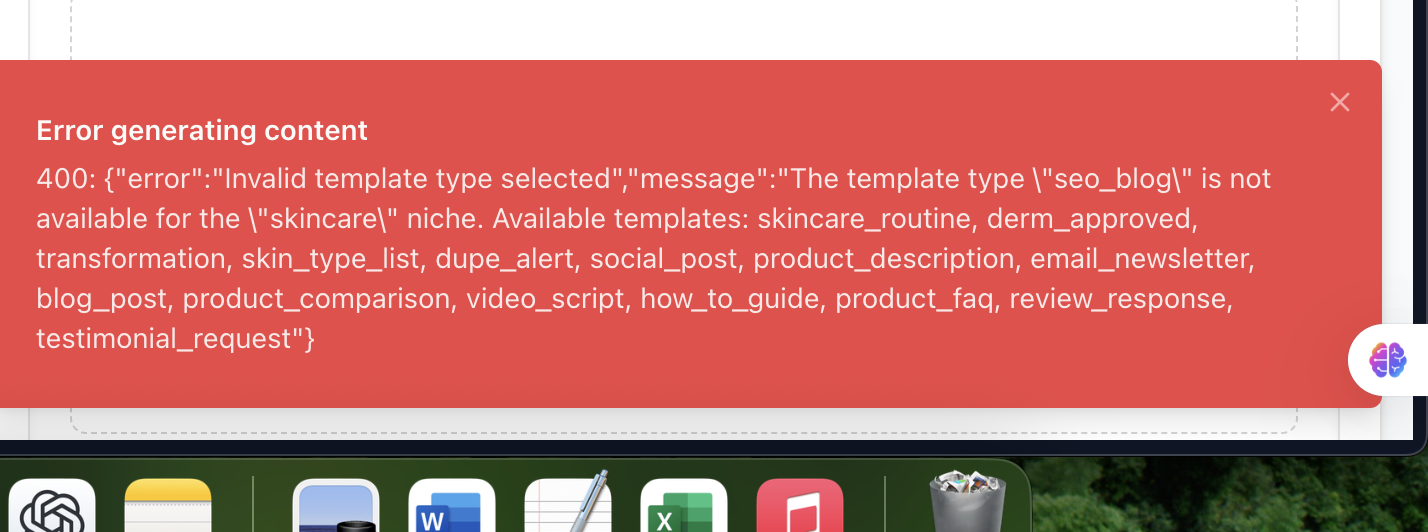 Error generating content
400: {"error":"Invalid template type selected","message":"The template type \"seo_blog\" is not
available for the \"skincare\" niche. Available templates: skincare_routine, derm_approved,
transformation, skin_type_list, dupe_alert, social_post, product_description, email_newsletter,
blog_post, product_comparison, video_script, how_to_guide, product_faq, review_response,
testimonial_request"}
W
X